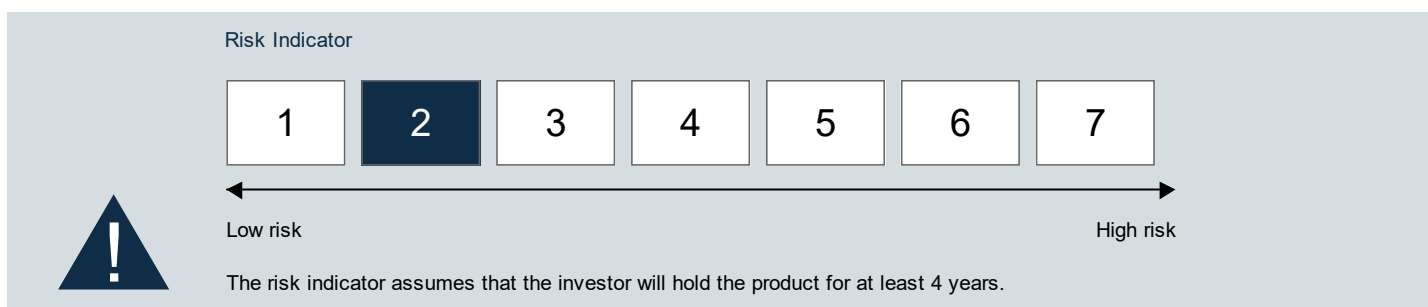 Risk Indicator
1 2 3 4 5 6 7
Low risk High risk
!
The risk indicator assumes that the investor will hold the product for at least 4 years.